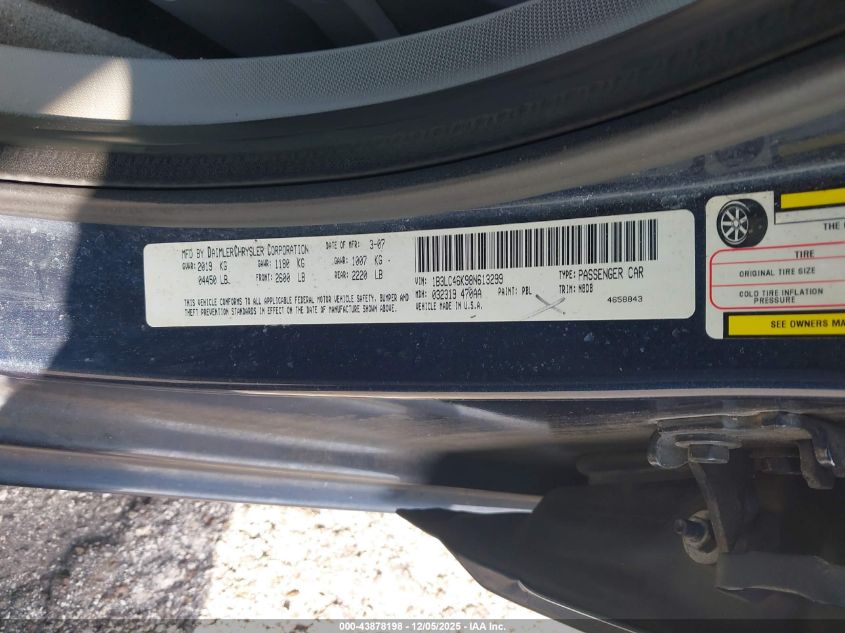 MFD BY DAIMLERCHRYSLER CORPORATION DATE OF MFR: 3-07
GVWR: 2019 KG GAWR 1180 KG GAWR: 1007 KG
04450 LB. FRONT: 2600 LB REAR: 2220 LB
THIS VEHICLE CONFORMS TO ALL APPLICABLE FEDERAL MOTOR VEHICLE SAFETY, BUMPER AND
THEFT PREVENTION STANDARDS IN EFFECT ON THE DATE OF MANUFACTURE SHOWN ABOVE.
VIN: 1B3LC46K98N613299 TYPE: PASSENGER CAR
MDH: 032319 470AA PAINT: PBL TRIM: N8DB
VEHICLE MADE IN U.S.A. 4658843
THE
TIRE
ORIGINAL TIRE SIZE
COLD TIRE INFLATION
PRESSURE
SEE OWNERS
000-43878198 - 12/05/2025 - IAA, Inc.